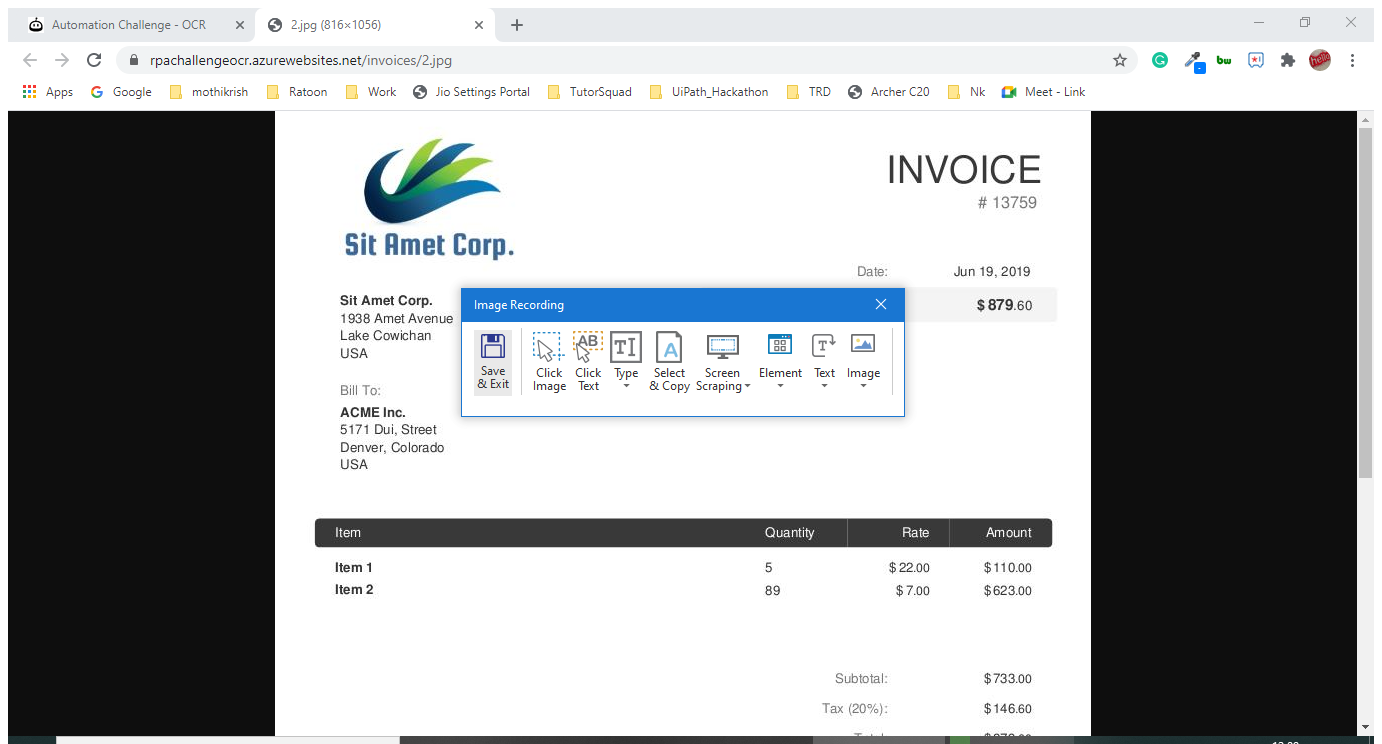 Automation Challenge - OCR
2.jpg (816×1056)
rpachallengeocr.azurewebsites.net/invoices/2.jpg
Apps Google mothikrish Ratoon Work Jio Settings Portal TutorSquad UiPath_Hackathon TRD Archer C20 Nk Meet - Link
Sit Amet Corp.
INVOICE
# 13759
Date: Jun 19, 2019
$ 879.60
Sit Amet Corp.
1938 Amet Avenue
Lake Cowichan
USA
Bill To:
ACME Inc.
5171 Dui, Street
Denver, Colorado
USA
Image Recording
Save & Exit
Click Image
Click Text
Type
Select & Copy
Screen Scraping
Element
Text
Image
Item Quantity Rate Amount
Item 1 5 $ 22.00 $ 110.00
Item 2 89 $ 7.00 $ 623.00
Subtotal: $ 733.00
Tax (20%): $ 146.60